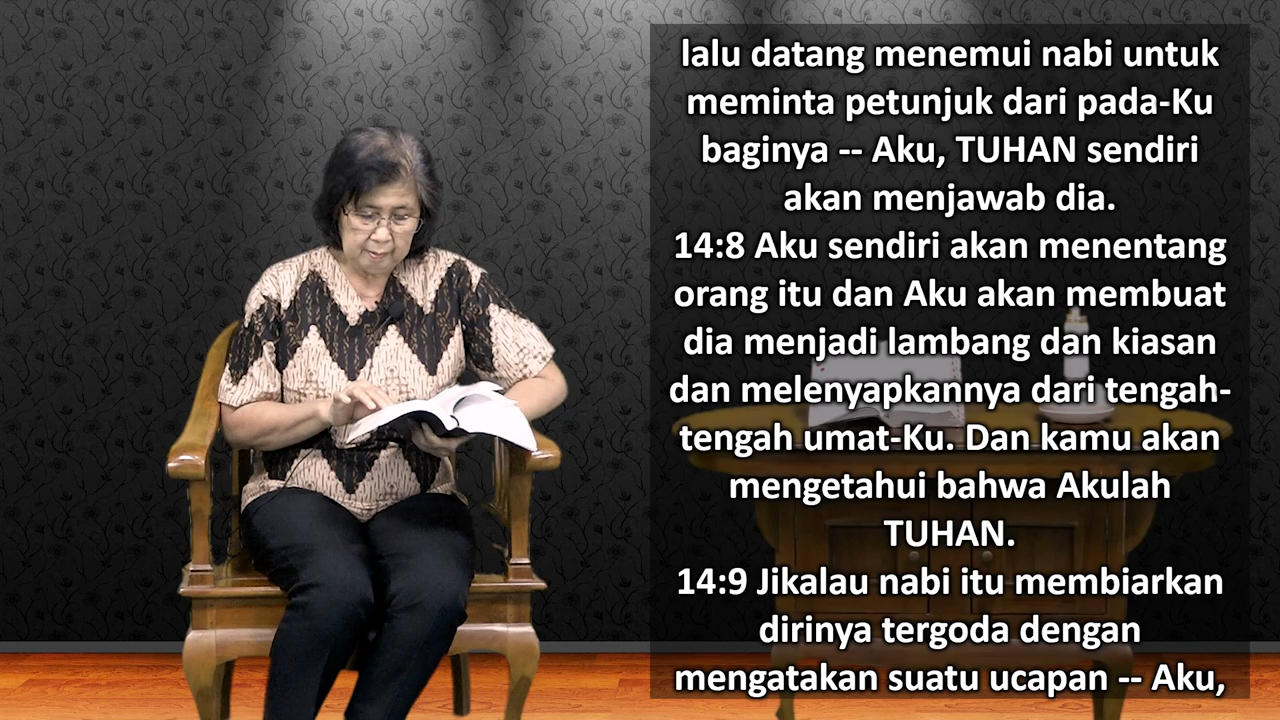 lalu datang menemui nabi untuk
meminta petunjuk dari pada-Ku
baginya -- Aku, TUHAN sendiri
akan menjawab dia.
14:8 Aku sendiri akan menentang
orang itu dan Aku akan membuat
dia menjadi lambang dan kiasan
dan melenyapkannya dari tengah-
tengah umat-Ku. Dan kamu akan
mengetahui bahwa Akulah
TUHAN.
14:9 Jikalau nabi itu membiarkan
dirinya tergoda dengan
mengatakan suatu ucapan -- Aku,